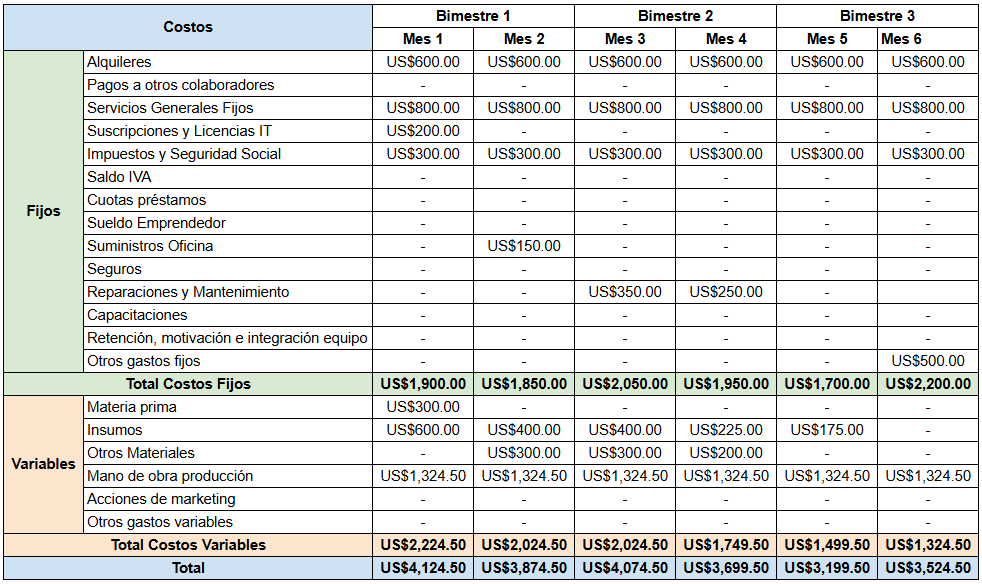 Costos Bimestre 1 Bimestre 2 Bimestre 3
Mes 1 Mes 2 Mes 3 Mes 4 Mes 5 Mes 6
Fijos
Alquileres US$600.00 US$600.00 US$600.00 US$600.00 US$600.00 US$600.00
Pagos a otros colaboradores - - - - - -
Servicios Generales Fijos US$800.00 US$800.00 US$800.00 US$800.00 US$800.00 US$800.00
Suscripciones y Licencias IT US$200.00 - - - - -
Impuestos y Seguridad Social US$300.00 US$300.00 US$300.00 US$300.00 US$300.00 US$300.00
Saldo IVA - - - - - -
Cuotas préstamos - - - - - -
Sueldo Emprendedor - - - - - -
Suministros Oficina - US$150.00 - - - -
Seguros - - - - - -
Reparaciones y Mantenimiento - - US$350.00 US$250.00 -
Capacitaciones - - - - - -
Retención, motivación e integración equipo - - - - - -
Otros gastos fijos - - - - - US$500.00
Total Costos Fijos US$1,900.00 US$1,850.00 US$2,050.00 US$1,950.00 US$1,700.00 US$2,200.00
Variables
Materia prima US$300.00 - - - - -
Insumos US$600.00 US$400.00 US$400.00 US$225.00 US$175.00 -
Otros Materiales - US$300.00 US$300.00 US$200.00 - -
Mano de obra producción US$1,324.50 US$1,324.50 US$1,324.50 US$1,324.50 US$1,324.50 US$1,324.50
Acciones de marketing - - - - - -
Otros gastos variables - - - - - -
Total Costos Variables US$2,224.50 US$2,024.50 US$2,024.50 US$1,749.50 US$1,499.50 US$1,324.50
Total US$4,124.50 US$3,874.50 US$4,074.50 US$3,699.50 US$3,199.50 US$3,524.50